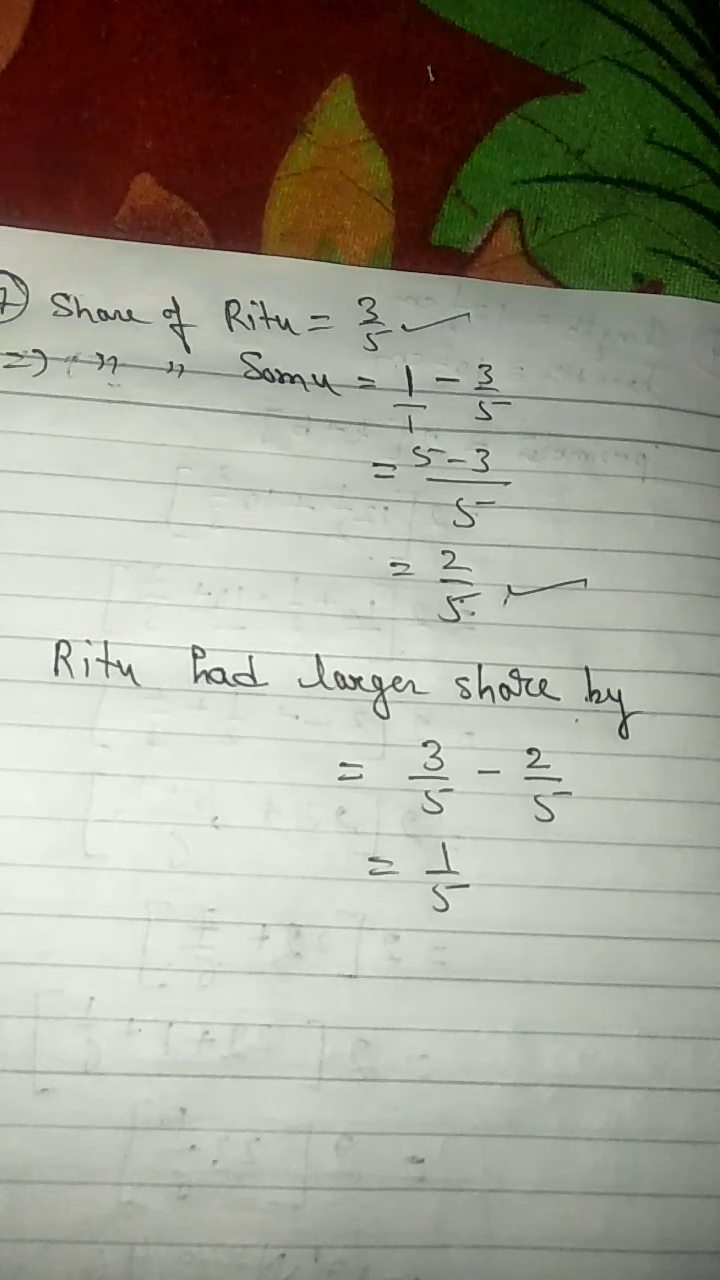 7) Share of Ritu = 3/5
=> " " Somu = 1/1 - 3/5
= 5-3/5
= 2/5
Ritu had larger share by
= 3/5 - 2/5
= 1/5